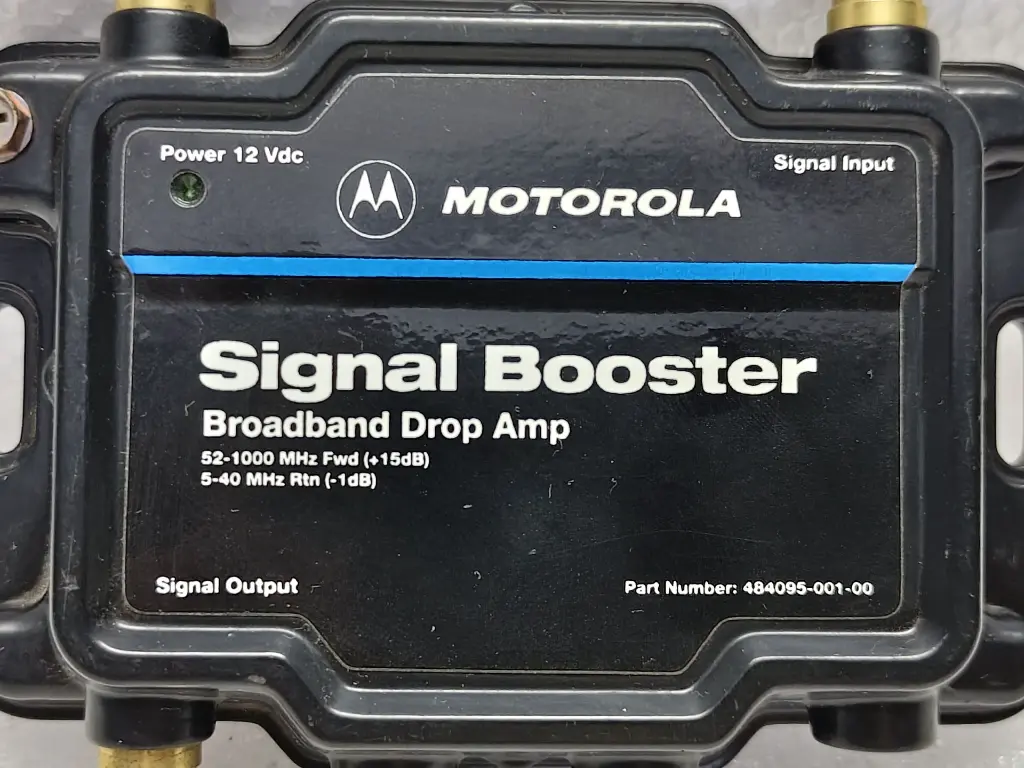 Power 12 Vdc
Signal Input
MOTOROLA
Signal Booster
Broadband Drop Amp
52-1000 MHz Fwd (+15dB)
5-40 MHz Rtn (-1dB)
Signal Output
Part Number: 484095-001-00